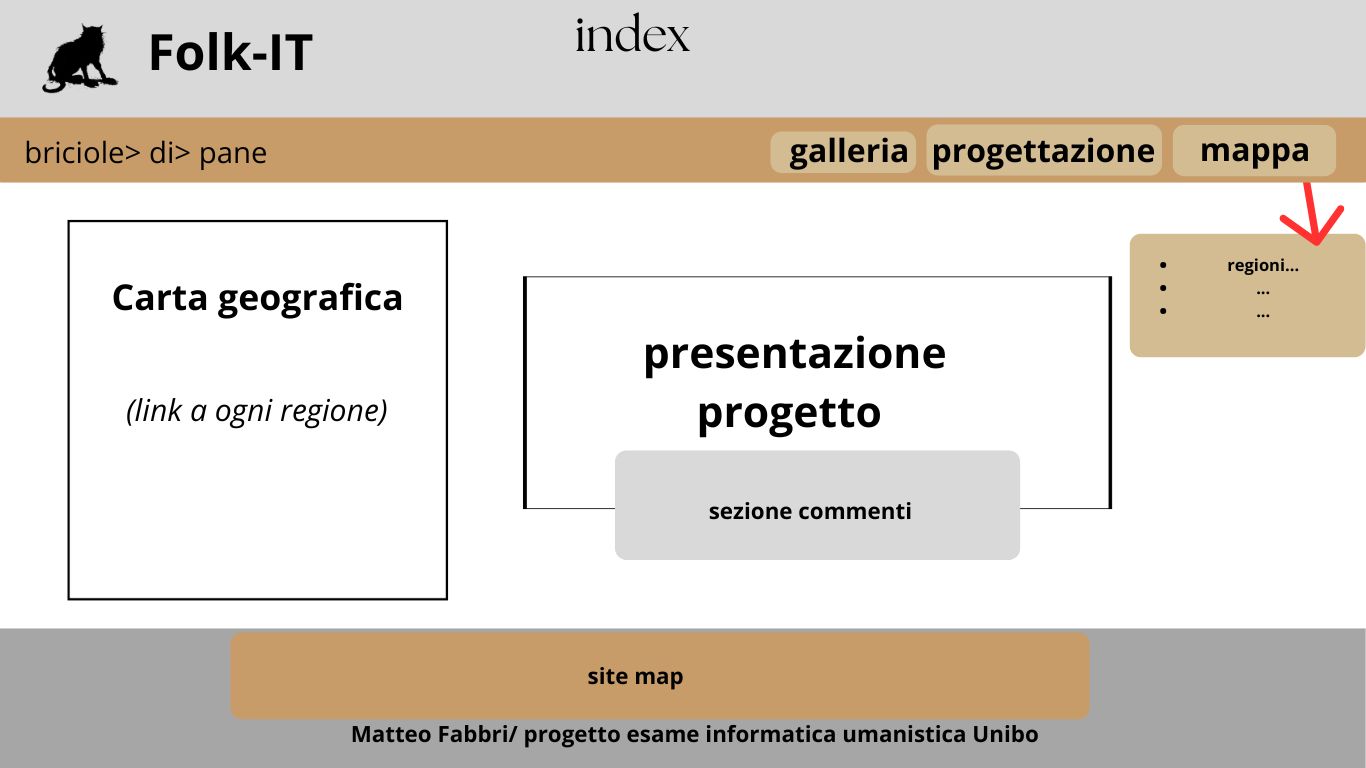 index
Folk-IT
briciole> di> pane
galleria
progettazione
mappa
regioni...
...
...
Carta geografica
(link a ogni regione)
presentazione
progetto
sezione commenti
site map
Matteo Fabbri/ progetto esame informatica umanistica Unibo